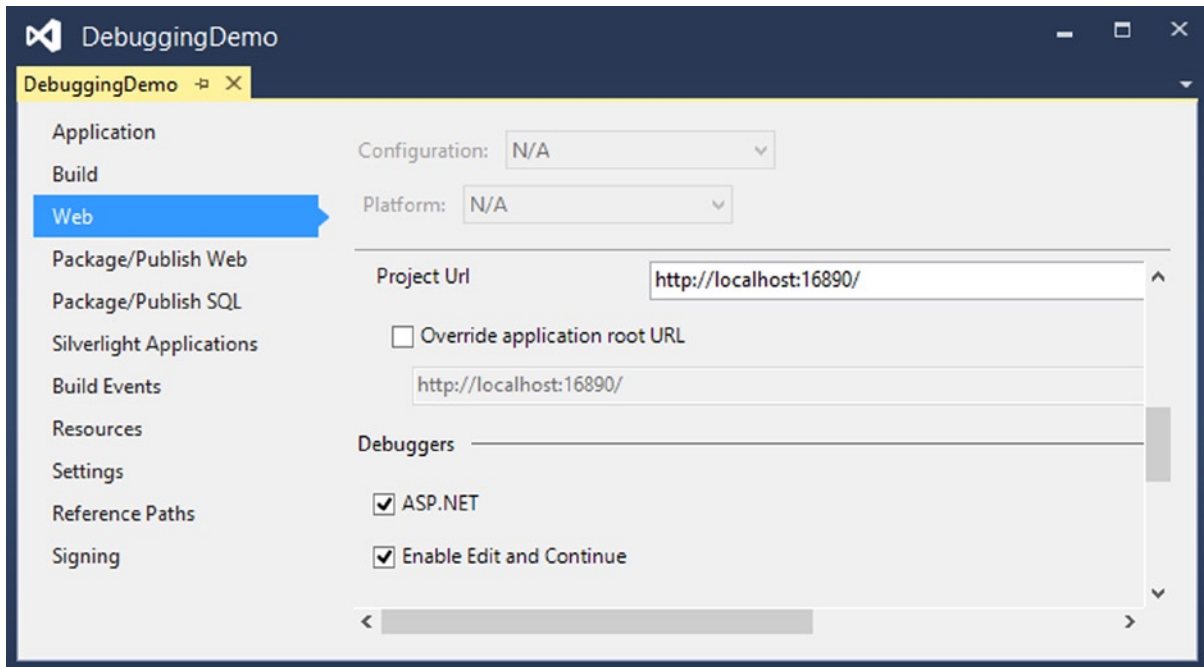 DebuggingDemo
DebuggingDemo
Application
Build
Web
Package/Publish Web
Package/Publish SQL
Silverlight Applications
Build Events
Resources
Settings
Reference Paths
Signing
Configuration: N/A
Platform: N/A
Project Url http://localhost:16890/
Override application root URL
http://localhost:16890/
Debuggers
ASP.NET
Enable Edit and Continue